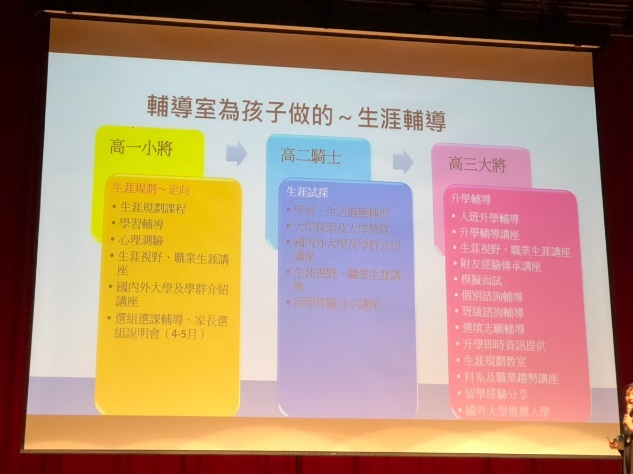 輔導室為孩子做的～生涯輔導
高一小將
生涯規劃～定向
• 生涯規劃課程
• 學習輔導
• 心理測驗
• 生涯視野、職業生涯講
座
• 國內外大學及學群介紹
講座
• 選組選課輔導、家長選
組說明會（4-5月）
高二騎士
生涯試探
• 學習、生活適應輔導
• 大學探索及大學營隊
• 國內外大學及學群介紹
講座
• 生涯視野、職業生涯講
座
• 留學經驗分享講座
高三大將
升學輔導
• 入班升學輔導
• 升學輔導講座
• 生涯視野、職業生涯講座
• 附友經驗傳承講座
• 模擬面試
• 個別諮詢輔導
• 班級諮詢輔導
• 選填志願輔導
• 升學即時資訊提供
• 生涯規劃教室
• 科系及職業趨勢講座
• 留學經驗分享
• 國外大學推薦入學